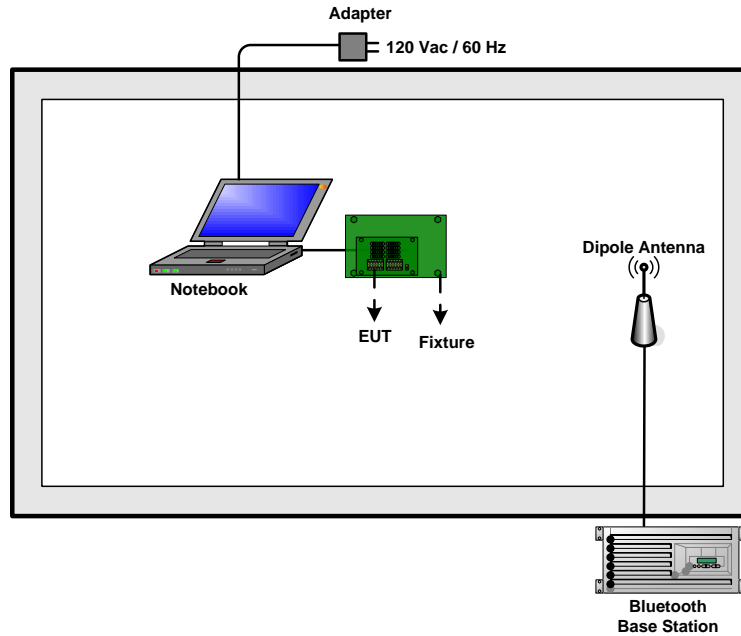 Adapter
120 Vac / 60 Hz
Dipole Antenna
Notebook
EUT
Fixture
Bluetooth
Base Station